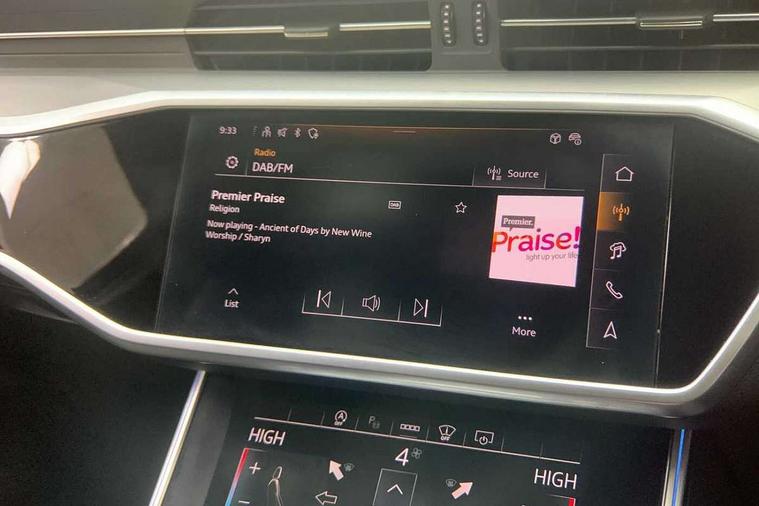 9:33
Radio
DAB/FM
Source
Premier Praise
DAB
Religion
Now playing - Ancient of Days by New Wine
Worship / Sharyn
Premier
Praise!
light up your life
List
More
A
OFF
P
OFF
HIGH
4
HIGH
+
+
-